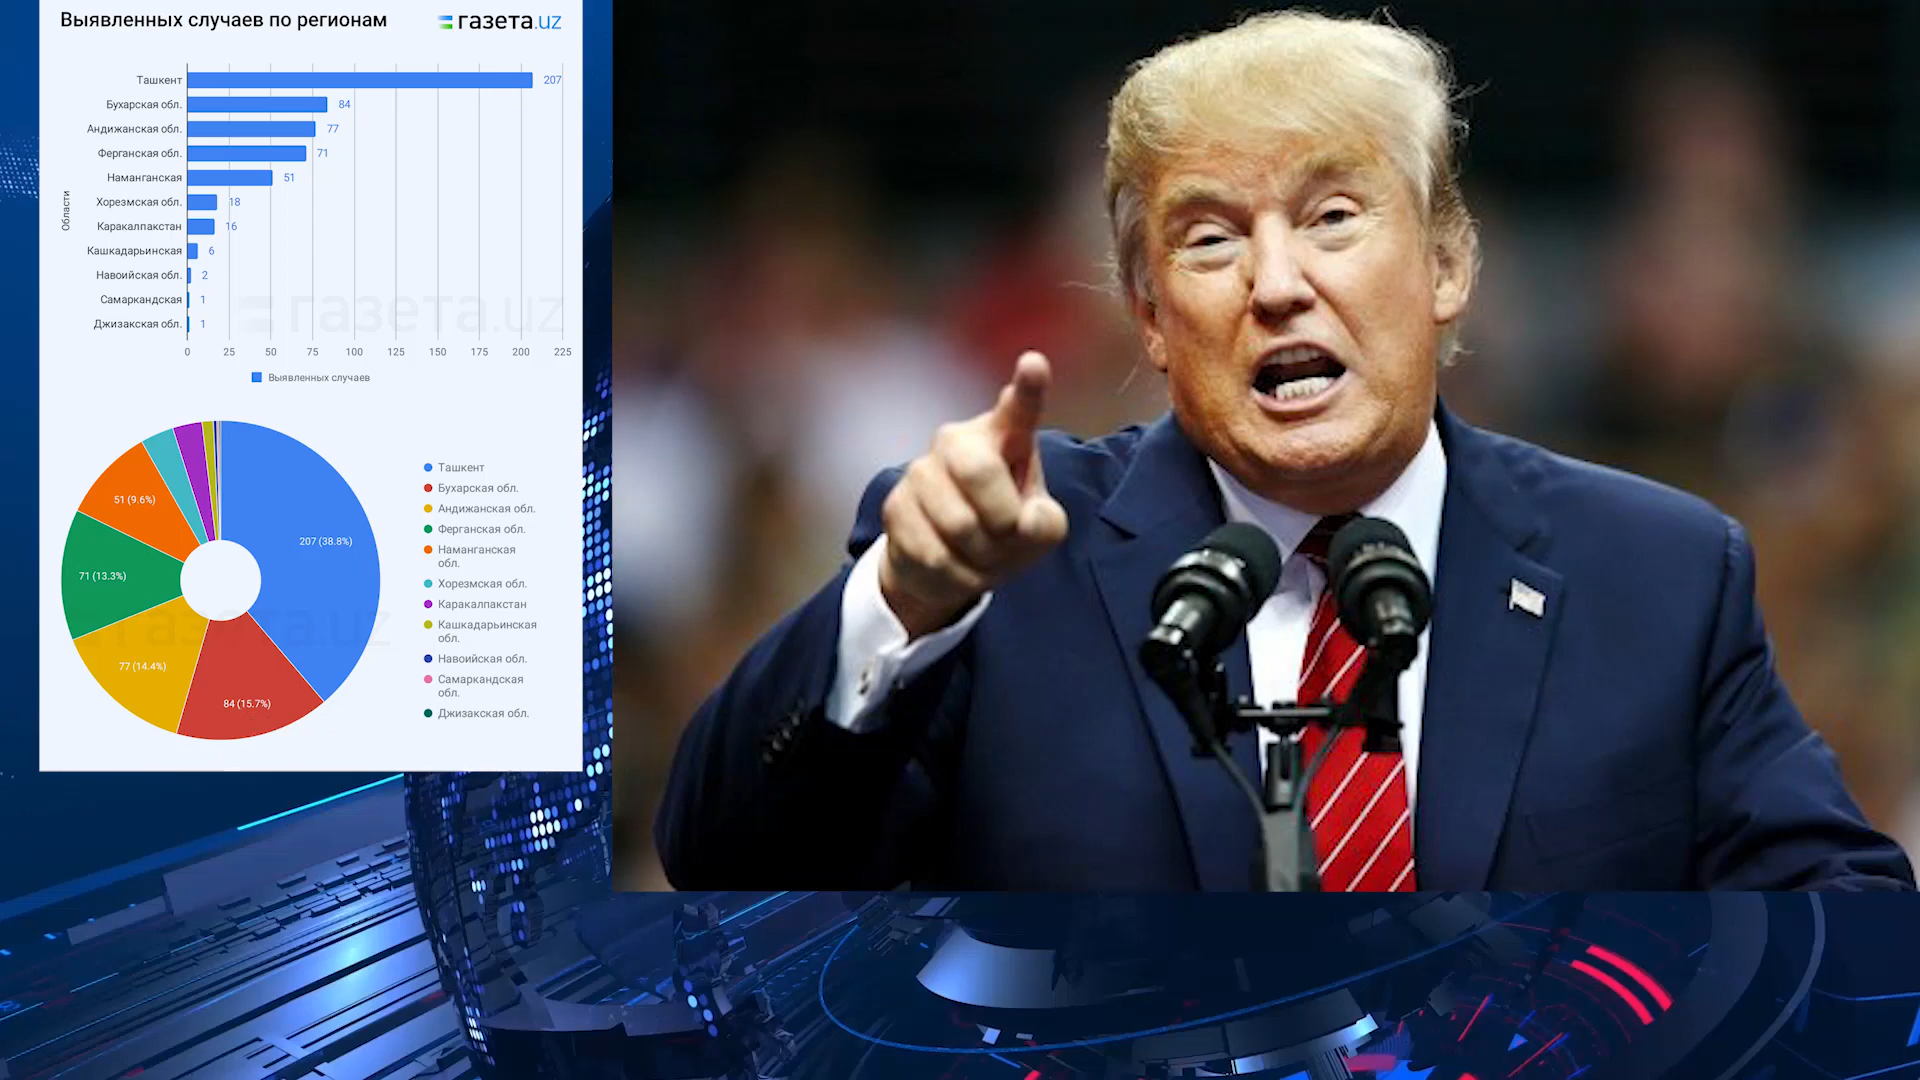 Выявленных случаев по регионам
газета.uz
Ташкент 207
Бухарская обл. 84
Андижанская обл. 77
Ферганская обл. 71
Наманганская 51
Хорезмская обл. 18
Каракалпакстан 16
Кашкадарьинская 6
Навоийская обл. 2
Самаркандская 1
Джизакская обл. 1
Области
0 25 50 75 100 125 150 175 200 225
Выявленных случаев
газета.uz
207 (38.8%)
84 (15.7%)
77 (14.4%)
71 (13.3%)
51 (9.6%)
газета.uz
Ташкент
Бухарская обл.
Андижанская обл.
Ферганская обл.
Наманганская
обл.
Хорезмская обл.
Каракалпакстан
Кашкадарьинская
обл.
Навоийская обл.
Самаркандская
обл.
Джизакская обл.